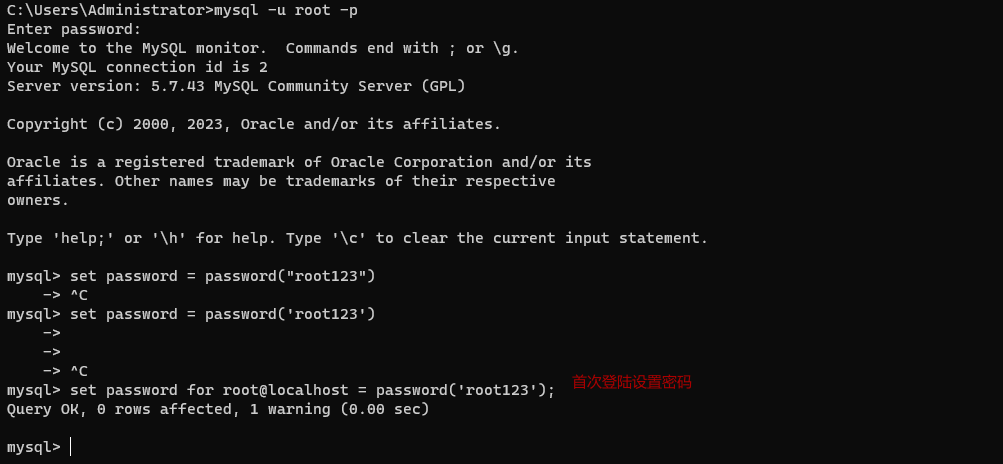 C:\Users\Administrator>mysql -u root -p
Enter password:
Welcome to the MySQL monitor.  Commands end with ; or \g.
Your MySQL connection id is 2
Server version: 5.7.43 MySQL Community Server (GPL)
Copyright (c) 2000, 2023, Oracle and/or its affiliates.
Oracle is a registered trademark of Oracle Corporation and/or its
affiliates. Other names may be trademarks of their respective
owners.
Type 'help;' or '\h' for help. Type '\c' to clear the current input statement.
mysql> set password = password("root123")
    -> ^C
mysql> set password = password('root123')
    ->
    ->
    -> ^C
mysql> set password for root@localhost = password('root123'); 首次登陆设置密码
Query OK, 0 rows affected, 1 warning (0.00 sec)
mysql>